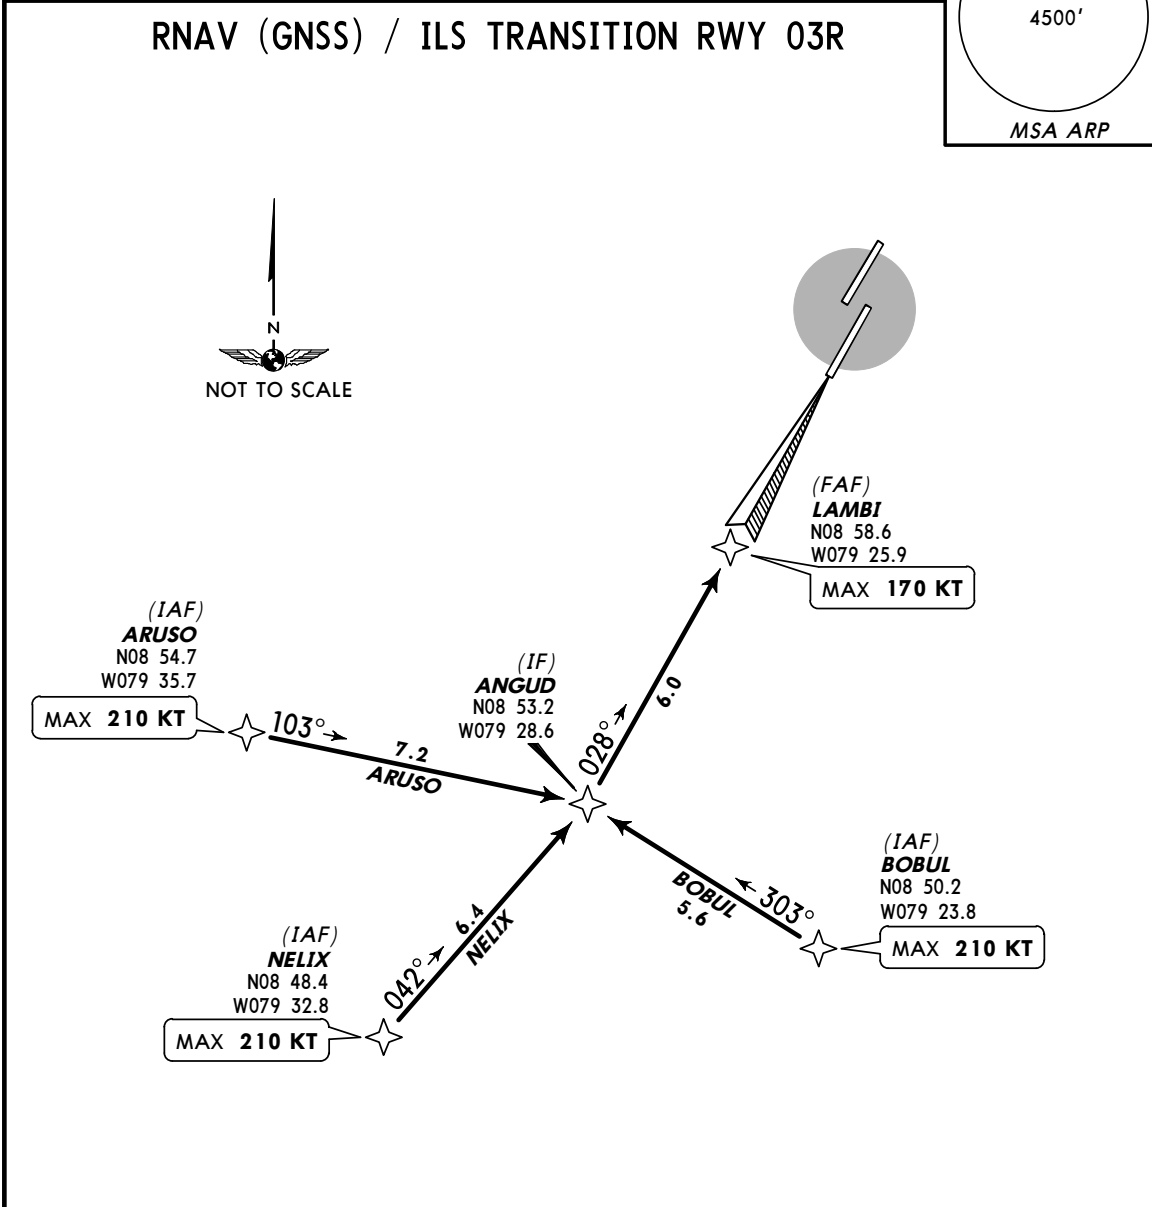 RNAV (GNSS) / ILS TRANSITION RWY 03R
4500'
MSA ARP
N
NOT TO SCALE
(FAF)
LAMBI
N08 58.6
W079 25.9
MAX 170 KT
(IAF)
ARUSO
N08 54.7
W079 35.7
MAX 210 KT
103°
7.2
ARUSO
(IF)
ANGUD
N08 53.2
W079 28.6
028°
6.0
(IAF)
BOBUL
N08 50.2
W079 23.8
MAX 210 KT
303°
BOBUL
5.6
(IAF)
NELIX
N08 48.4
W079 32.8
MAX 210 KT
042°
6.4
NELIX